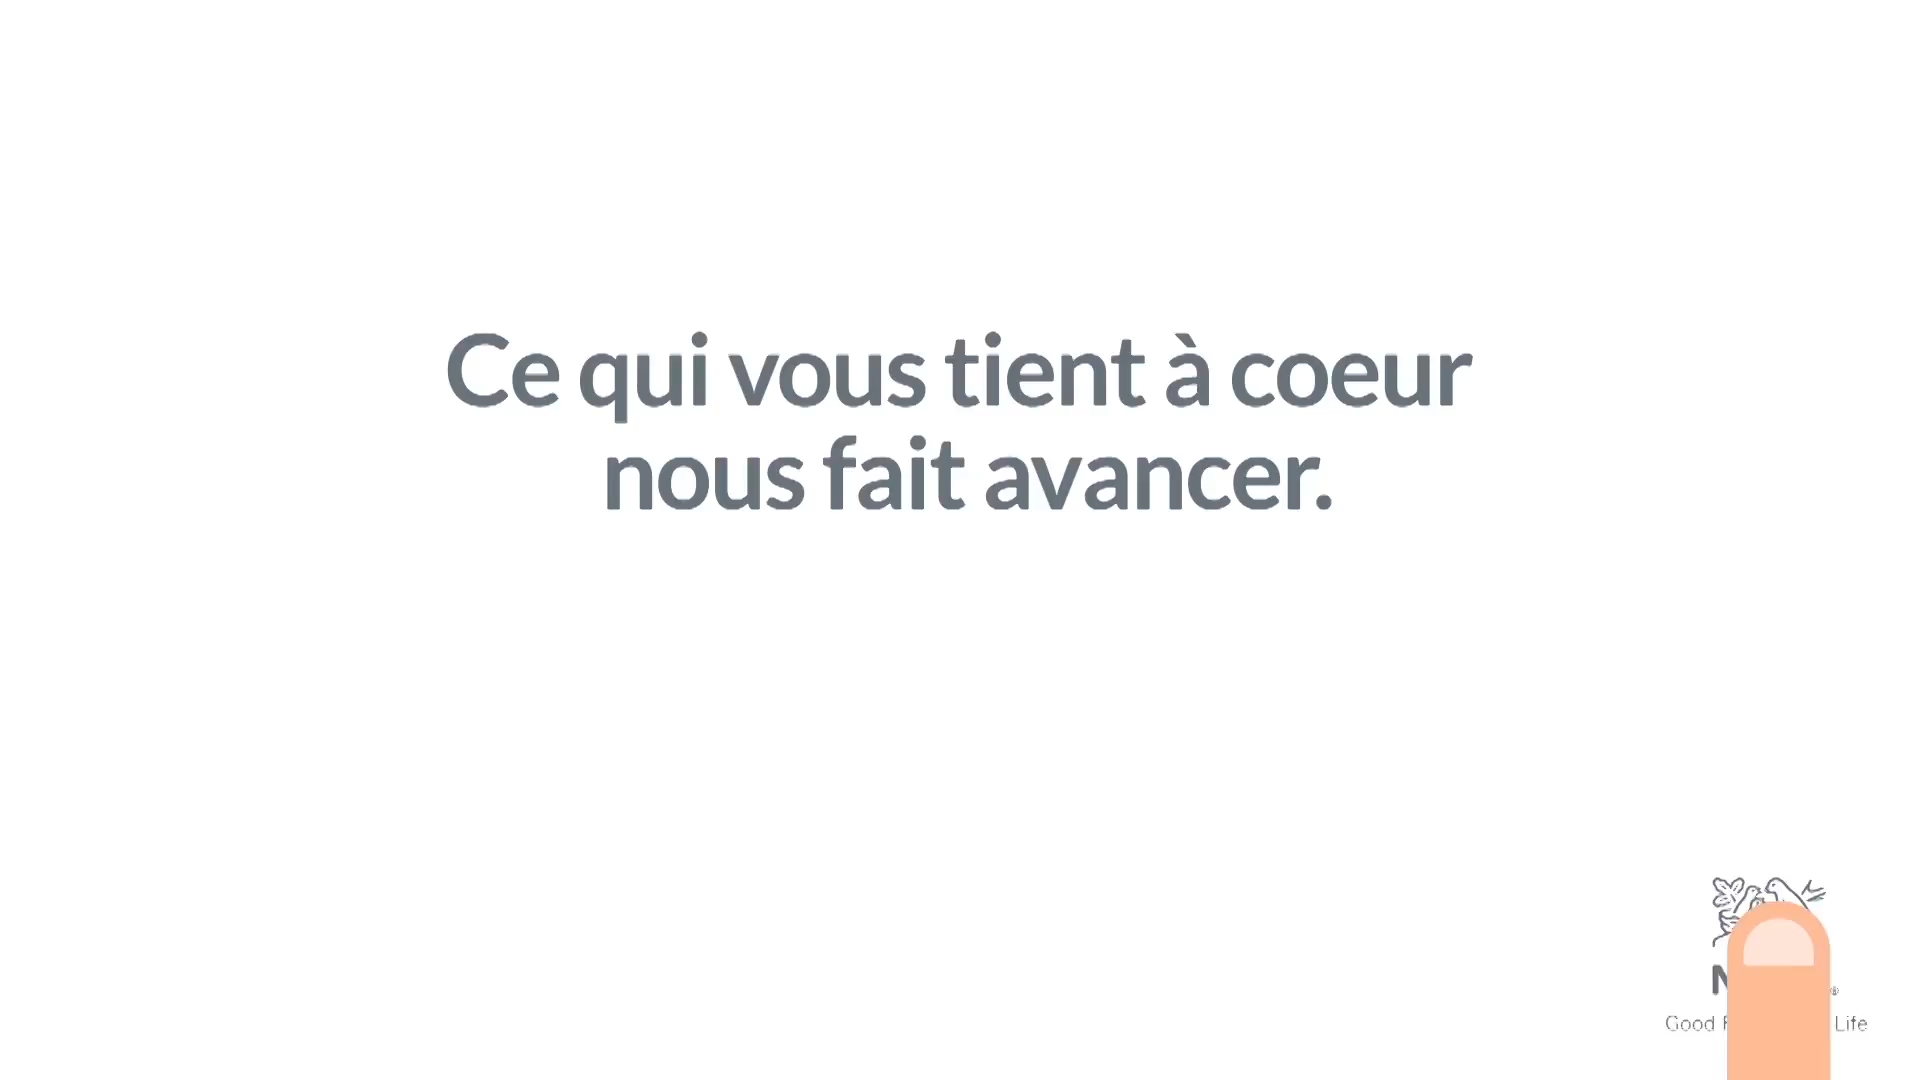 Ce qui vous tient à coeur
nous fait avancer.
Good
Life